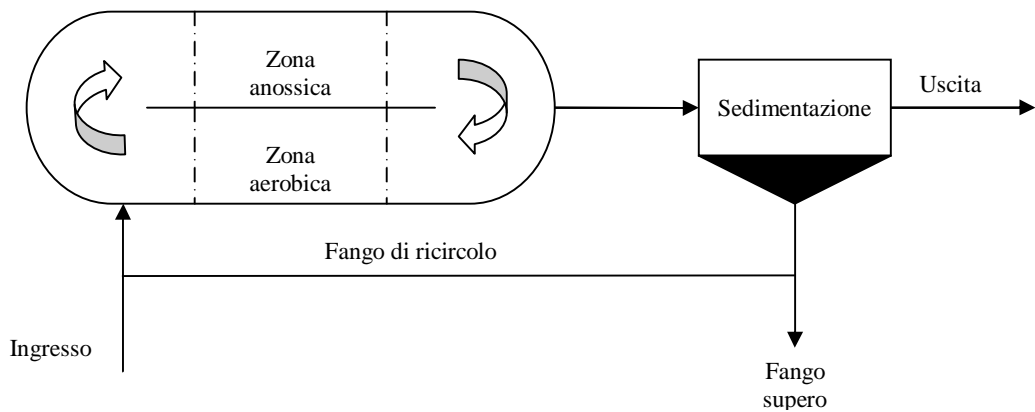 Zona
anossica
Zona
aerobica
Sedimentazione
Uscita
Fango di ricircolo
Ingresso
Fango
supero